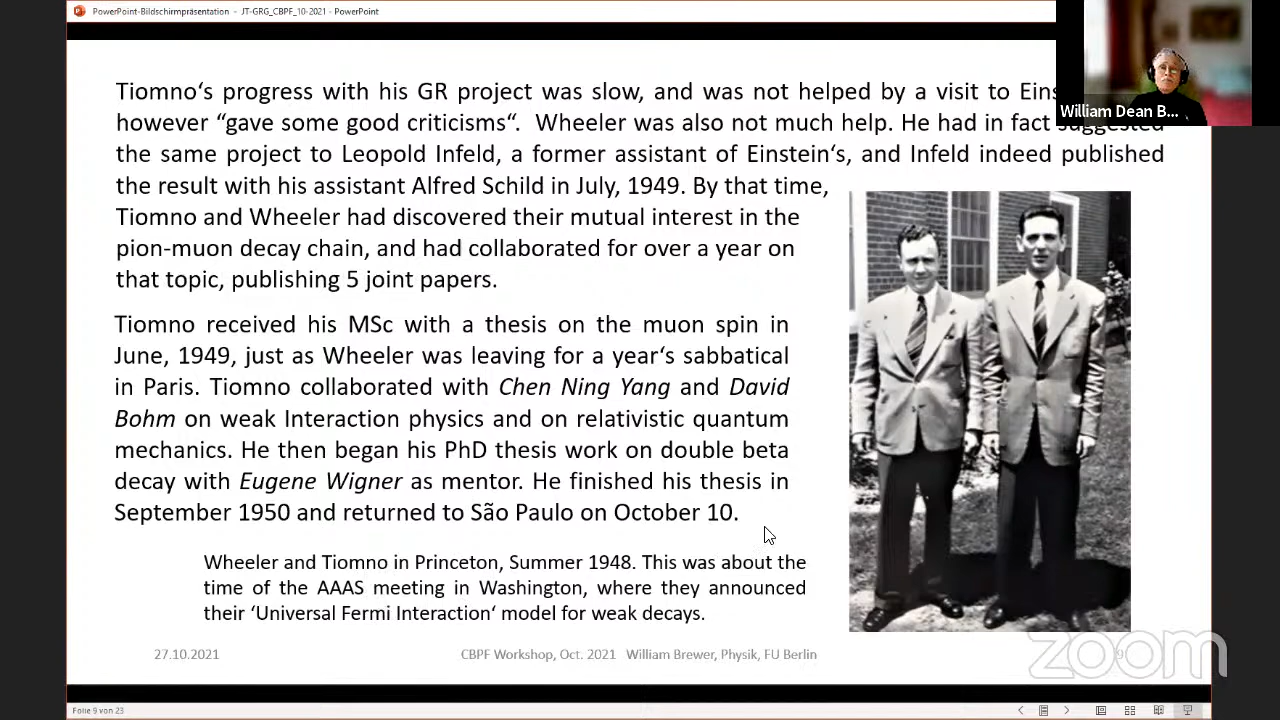 PowerPoint-Bildschirmpräsentation - JT-GRG_CBPF_10-2021 - PowerPoint
Tiomno‘s progress with his GR project was slow, and was not helped by a visit to
William Dean B...
however “gave some good criticisms“. Wheeler was also not much help. He had in fact suggested
the same project to Leopold Infeld, a former assistant of Einstein‘s, and Infeld indeed published
the result with his assistant Alfred Schild in July, 1949. By that time,
Tiomno and Wheeler had discovered their mutual interest in the
pion-muon decay chain, and had collaborated for over a year on
that topic, publishing 5 joint papers.
Tiomno received his MSc with a thesis on the muon spin in
June, 1949, just as Wheeler was leaving for a year‘s sabbatical
in Paris. Tiomno collaborated with Chen Ning Yang and David
Bohm on weak Interaction physics and on relativistic quantum
mechanics. He then began his PhD thesis work on double beta
decay with Eugene Wigner as mentor. He finished his thesis in
September 1950 and returned to São Paulo on October 10.
Wheeler and Tiomno in Princeton, Summer 1948. This was about the
time of the AAAS meeting in Washington, where they announced
their ‘Universal Fermi Interaction‘ model for weak decays.
27.10.2021
CBPF Workshop, Oct. 2021 William Brewer, Physik, FU Berlin
9
zoom
Folie 9 von 23